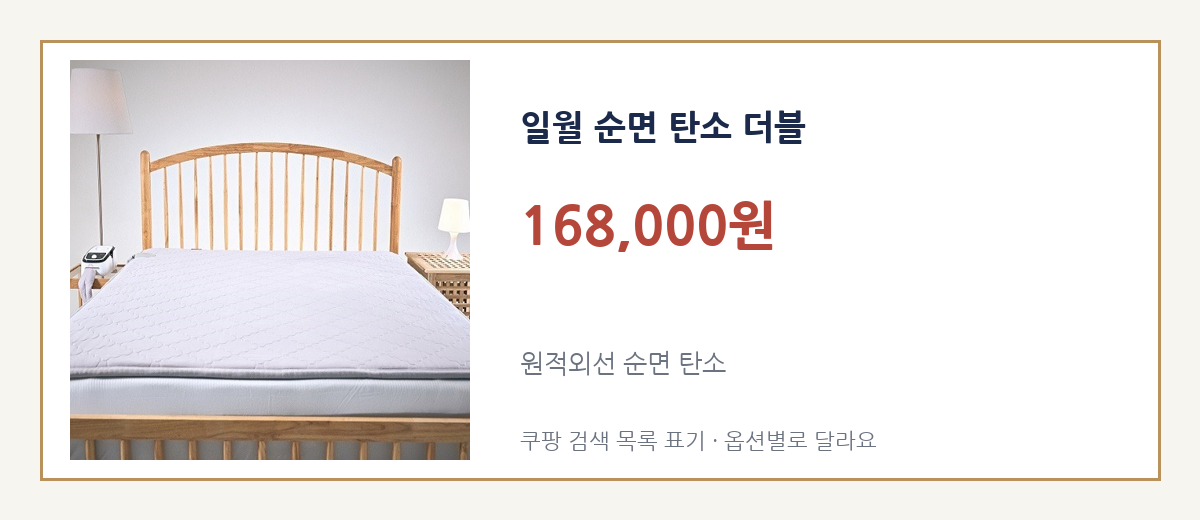 일월 순면 탄소 더블
168,000원
원적외선 순면 탄소
쿠팡 검색 목록 표기 · 옵션별로 달라요